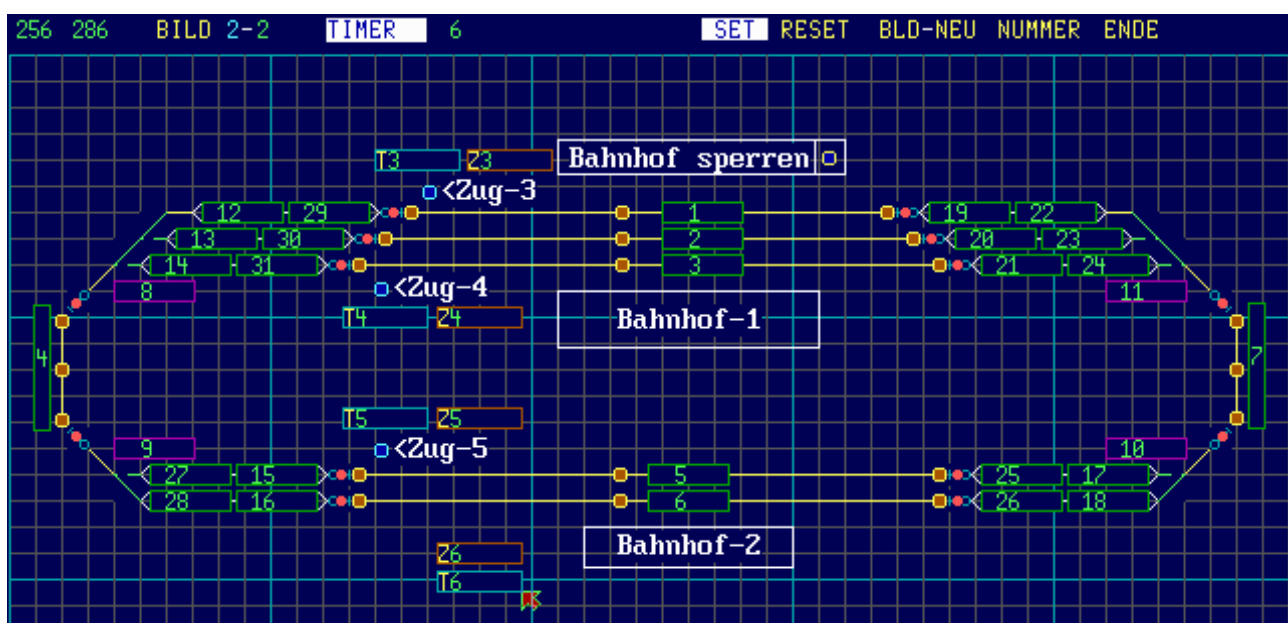 256 286 BILD 2-2 TIMER 6 SET RESET BLD-NEU NUMMER ENDE
T3 Z3 Bahnhof sperren
<Zug-3
12 29 1 19 22
13 30 2 20 23
14 31 3 21 24
8 <Zug-4 11
T4 Z4 Bahnhof-1
4 7
T5 Z5
9 <Zug-5 10
27 15 5 25 17
28 16 6 26 18
Z6 Bahnhof-2
T6